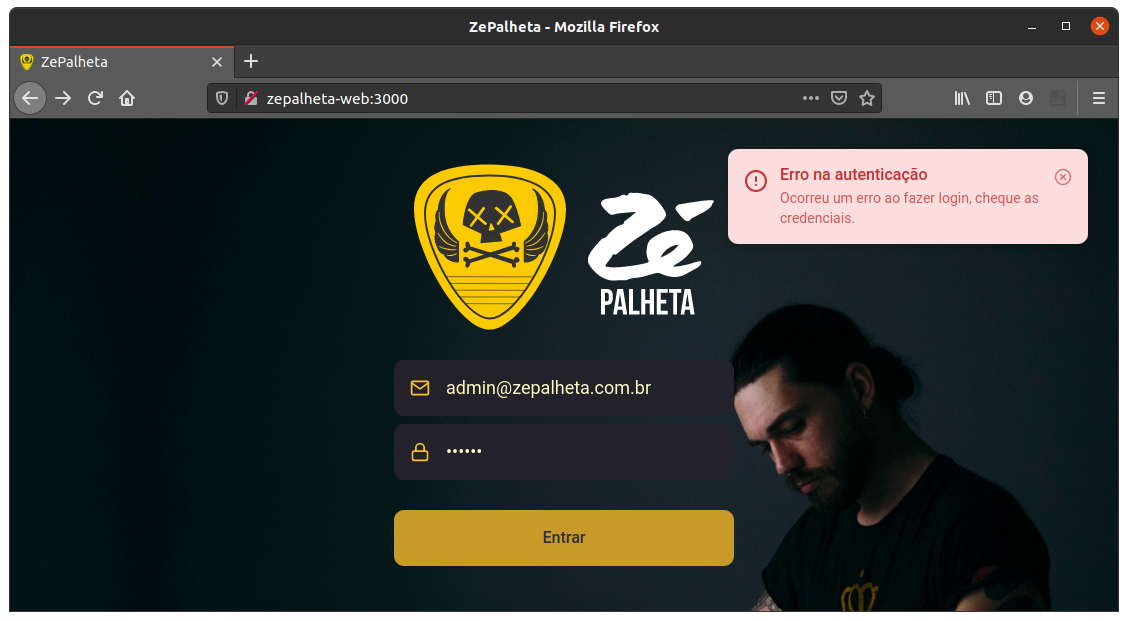 ZePalheta - Mozilla Firefox
ZePalheta
zepalheta-web:3000
Erro na autenticação
Ocorreu um erro ao fazer login, cheque as
credenciais.
Zé
PALHETA
admin@zepalheta.com.br
••••••
Entrar